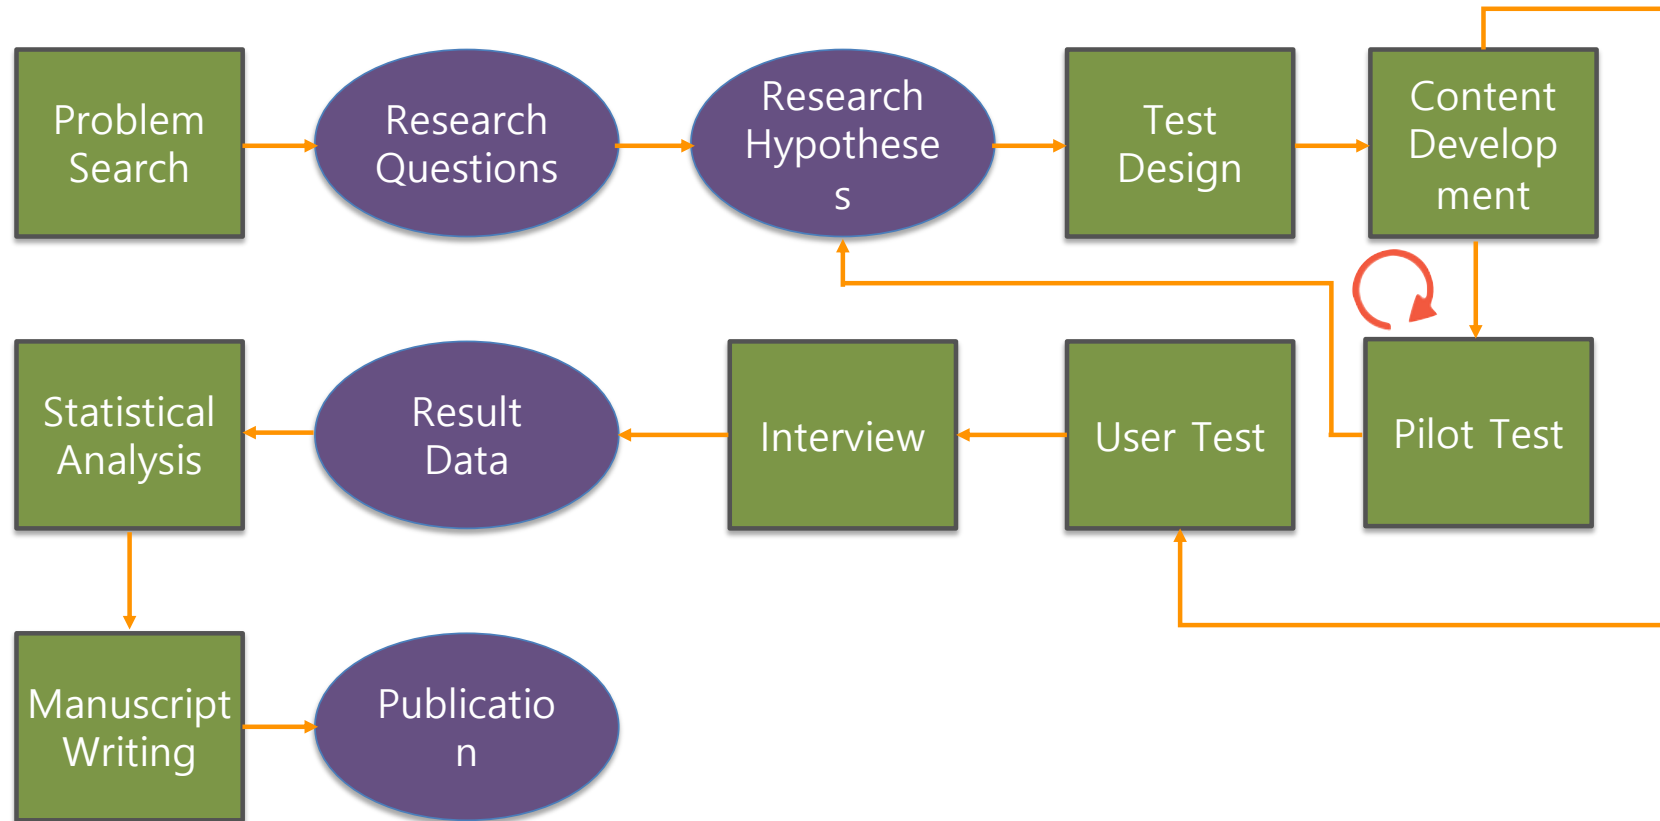 Problem
Search
Research
Questions
Research
Hypothese
s
Test
Design
Content
Develop
ment
Statistical
Analysis
Result
Data
Interview
User Test
Pilot Test
Manuscript
Writing
Publicatio
n